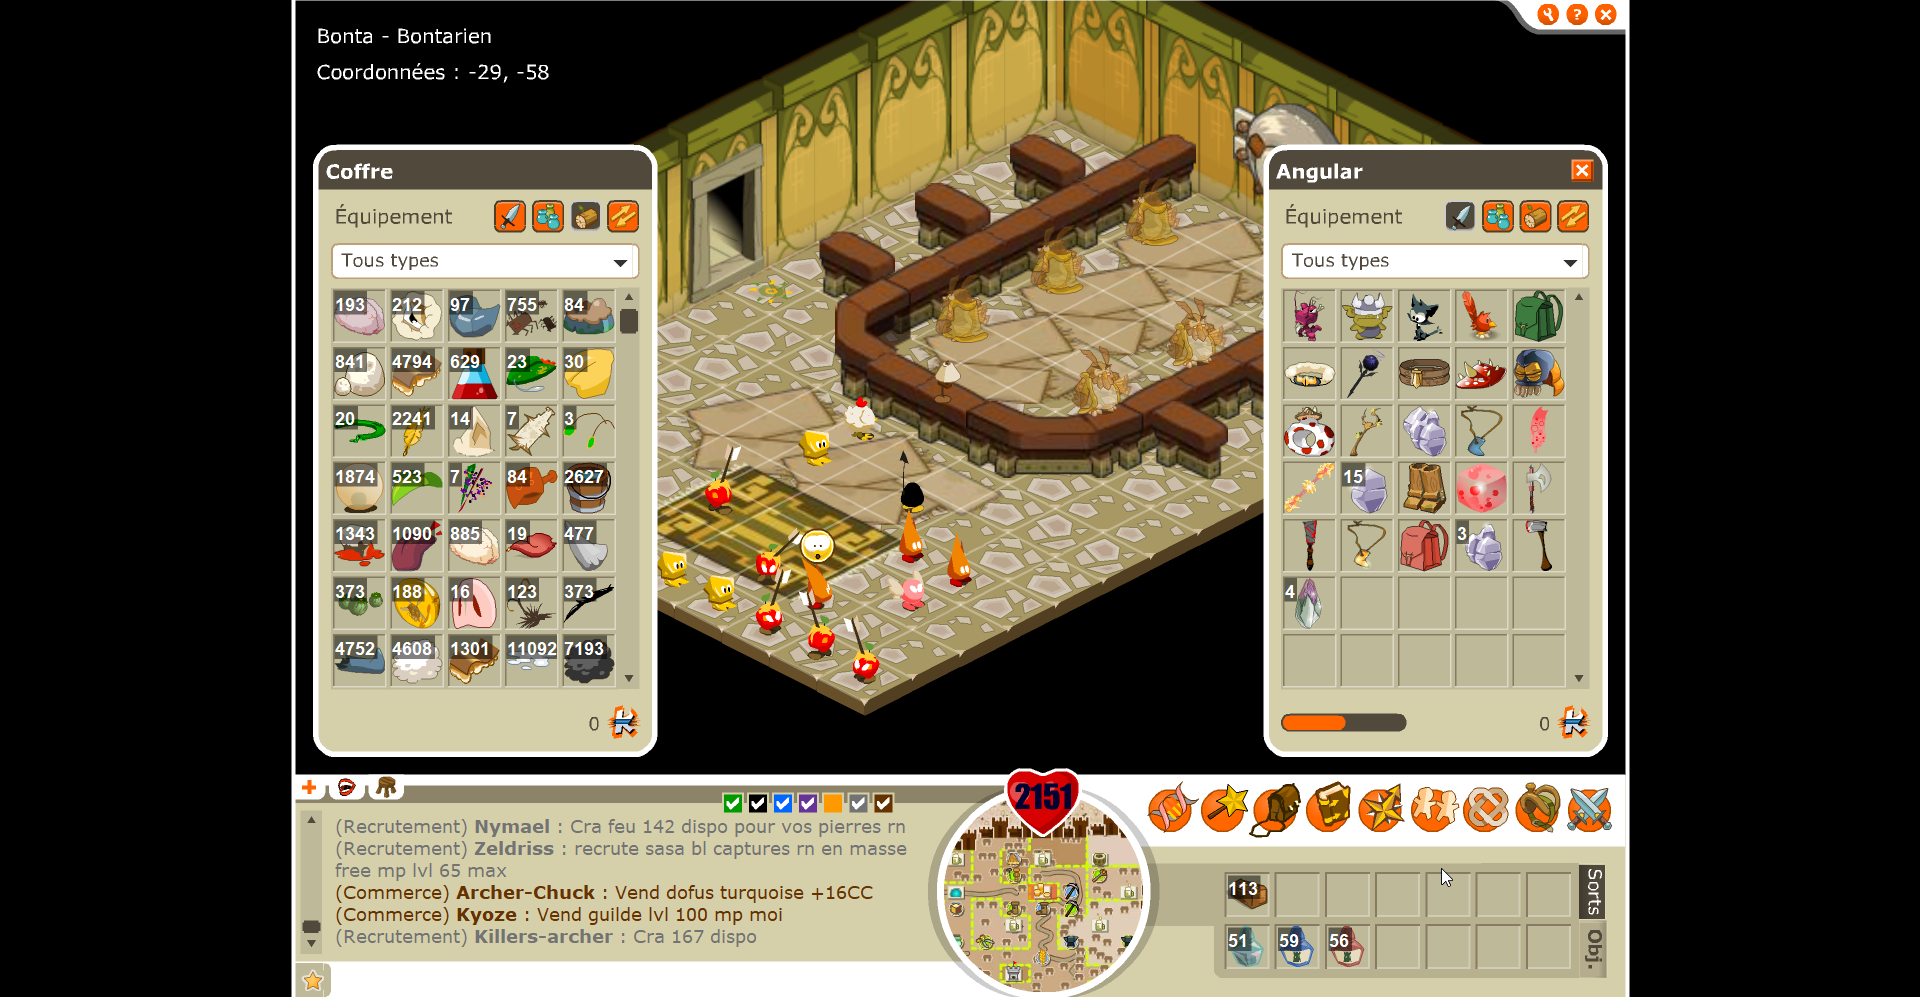 Bonta - Bontarien
Coordonnées : -29, -58
Coffre
Équipement
Tous types
193 212 97 755 84
841 4794 629 23 30
20 2241 14 7 3
1874 523 7 84 2627
1343 1090 885 19 477
373 188 16 123 373
4752 4608 1301 11092 7193
0
Angular
Équipement
Tous types
15
3
4
0
2151
(Recrutement) Nymael : Cra feu 142 dispo pour vos pierres rn
(Recrutement) Zeldriss : recrute sasa bl captures rn en masse
free mp lvl 65 max
(Commerce) Archer-Chuck : Vend dofus turquoise +16CC
(Commerce) Kyoze : Vend guilde lvl 100 mp moi
(Recrutement) Killers-archer : Cra 167 dispo
113
51 59 56
Sorts
Obj.